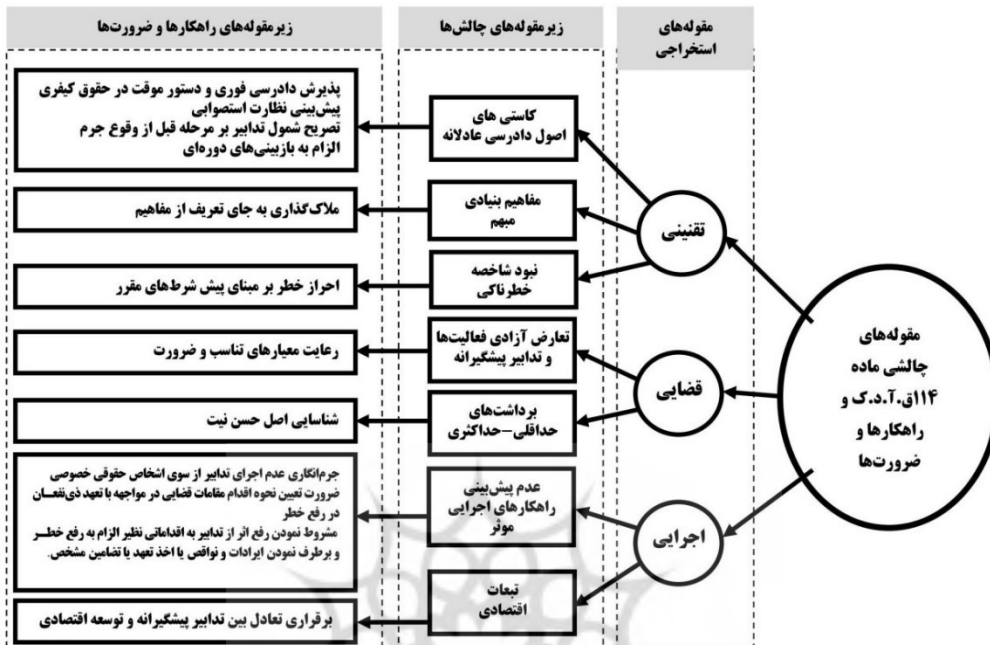 مقوله‌های
استخراجی
زیرمقوله‌های چالش‌ها
زیرمقوله‌های راهکارها و ضرورت‌ها
مقوله‌های
چالشی ماده
۱۱۴ق.آ.د.ک و
راهکارها و
ضرورت‌ها
تقنینی
کاستی های
اصول دادرسی عادلانه
پذیرش دادرسی فوری و دستور موقت در حقوق کیفری
پیش‌بینی نظارت استصوابی
تصریح شمول تدابیر بر مرحله قبل از وقوع جرم
الزام به بازبینی‌های دوره‌ای
مفاهیم بنیادی
مبهم
ملاک‌گذاری به جای تعریف از مفاهیم
نبود شاخصه
خطرناکی
احراز خطر بر مبنای پیش شرط‌های مقرر
قضایی
تعارض آزادی فعالیت‌ها
و تدابیر پیشگیرانه
رعایت معیارهای تناسب و ضرورت
برداشت‌های
حداقلی-حداکثری
شناسایی اصل حسن نیت
اجرایی
عدم پیش‌بینی
راهکارهای اجرایی
موثر
جرم‌انگاری عدم اجرای تدابیر از سوی اشخاص حقوقی خصوصی
ضرورت تعیین نحوه اقدام مقامات قضایی در مواجهه با تعهد ذی‌نفعـان
در رفع خطر
مشروط نمودن رفع اثر از تدابیر به اقداماتی نظیر الزام به رفع خطـر
و برطرف نمودن ایرادات و نواقص یا اخذ تعهد یا تضامین مشخص.
تبعات
اقتصادی
برقراری تعادل بین تدابیر پیشگیرانه و توسعه اقتصادی